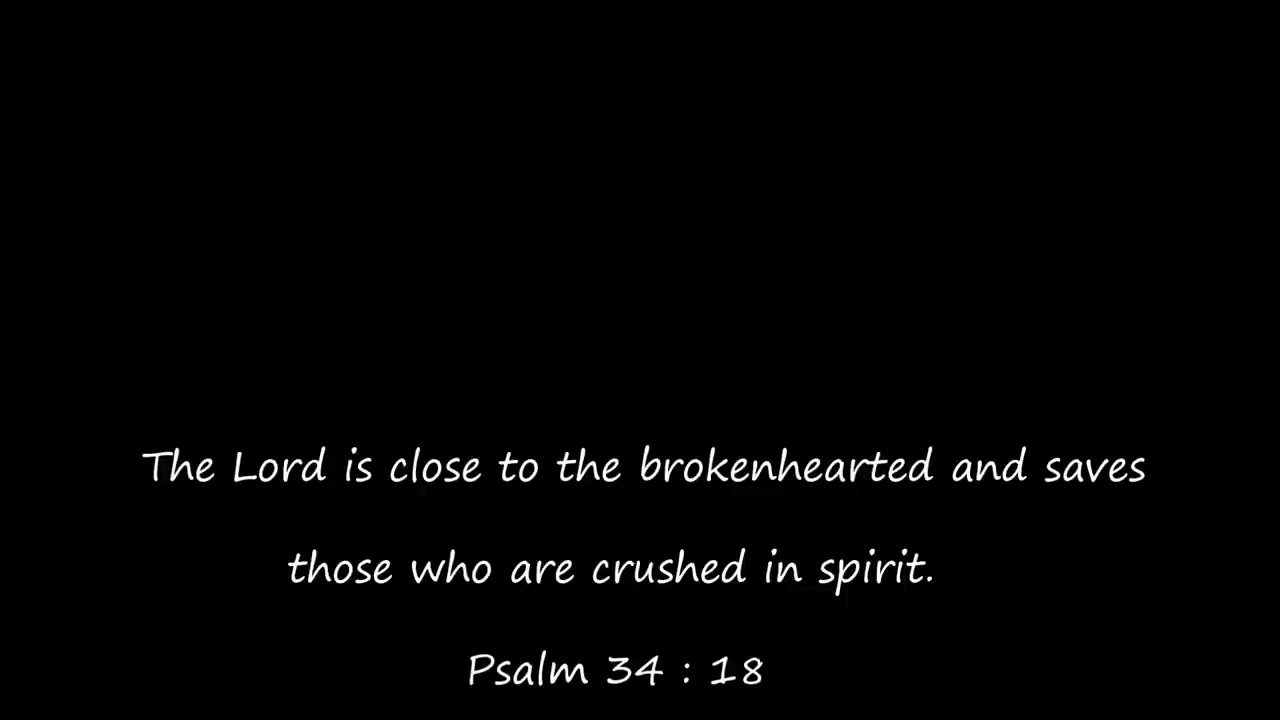 The Lord is close to the brokenhearted and saves
those who are crushed in spirit.
Psalm 34 : 18